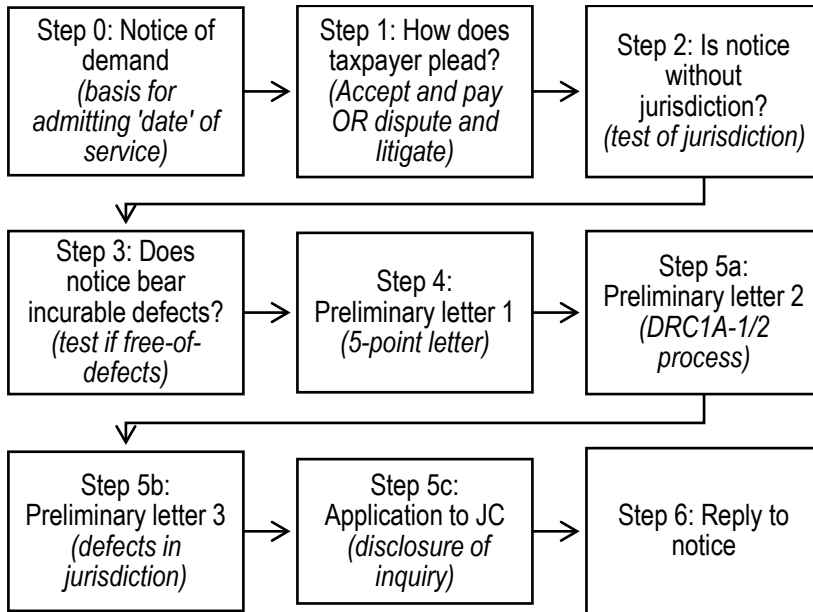 Step 0: Notice of
demand
(basis for
admitting 'date' of
service)
Step 1: How does
taxpayer plead?
(Accept and pay
OR dispute and
litigate)
Step 2: Is notice
without
jurisdiction?
(test of jurisdiction)
Step 3: Does
notice bear
incurable defects?
(test if free-of-
defects)
Step 4:
Preliminary letter 1
(5-point letter)
Step 5a:
Preliminary letter 2
(DRC1A-1/2
process)
Step 5b:
Preliminary letter 3
(defects in
jurisdiction)
Step 5c:
Application to JC
(disclosure of
inquiry)
Step 6: Reply to
notice